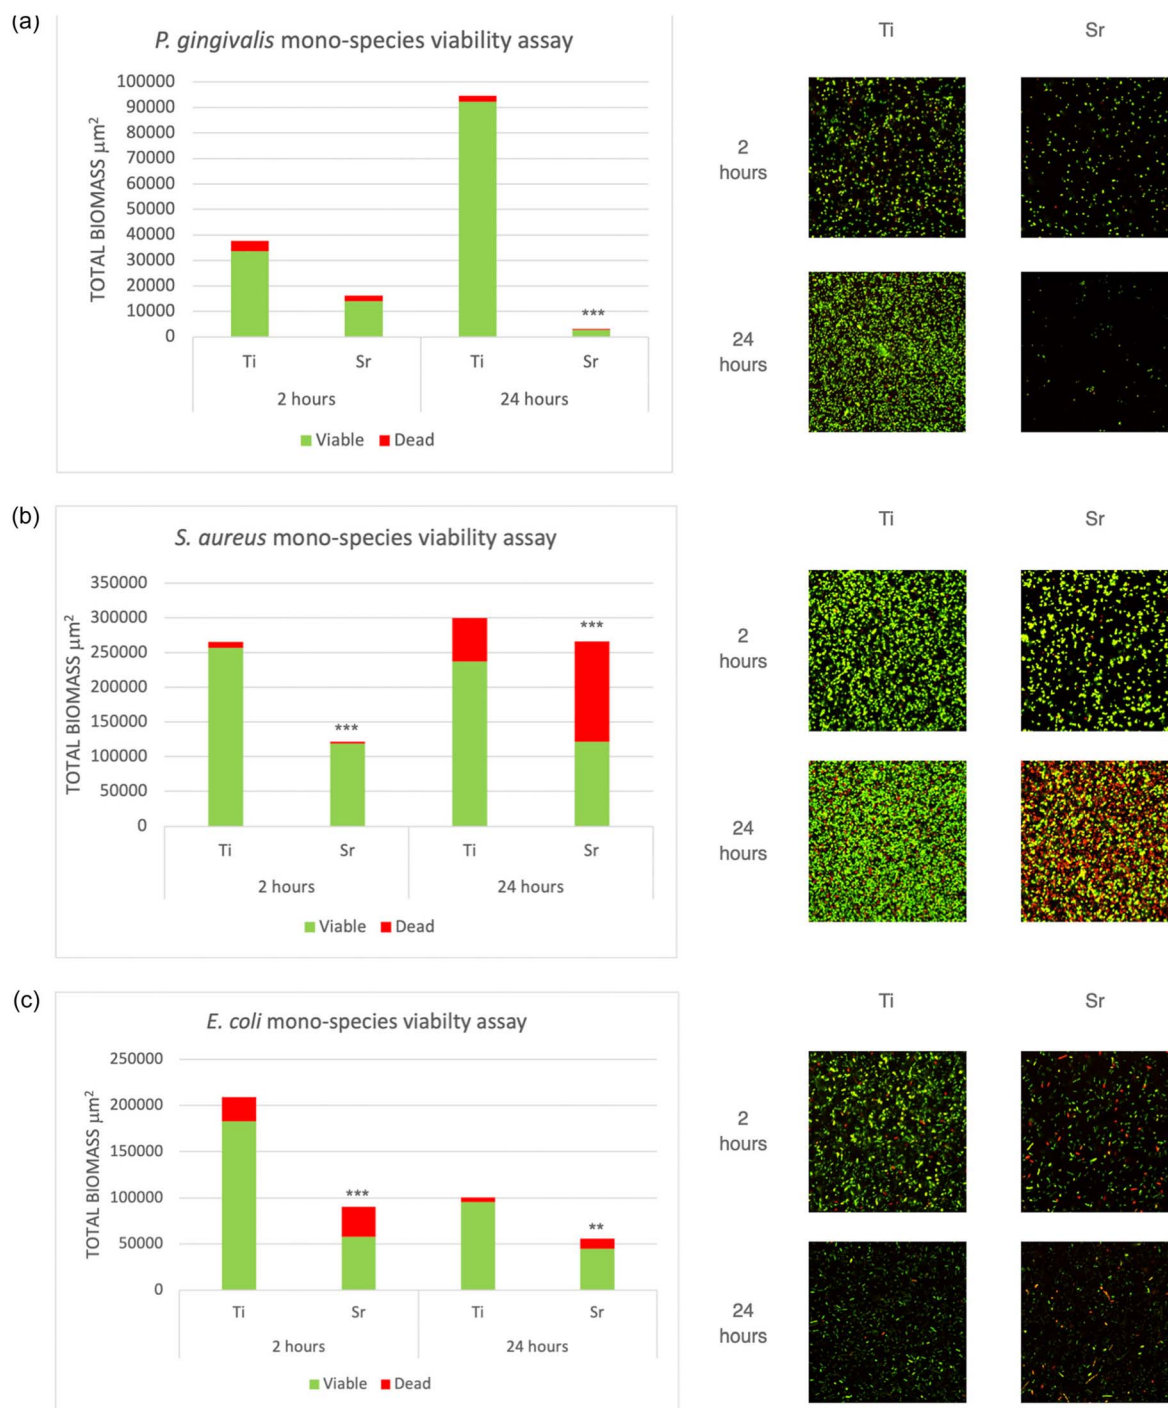 (a)
P. gingivalis mono-species viability assay
100000
90000
80000
70000
60000
50000
40000
30000
20000
10000
0
TOTAL BIOMASS μm²
***
Ti Sr Ti Sr
2 hours 24 hours
Viable Dead
Ti Sr
2
hours
24
hours
(b)
S. aureus mono-species viability assay
350000
300000
250000
200000
150000
100000
50000
0
TOTAL BIOMASS μm²
***
***
Ti Sr Ti Sr
2 hours 24 hours
Viable Dead
Ti Sr
2
hours
24
hours
(c)
E. coli mono-species viabilty assay
250000
200000
150000
100000
50000
0
TOTAL BIOMASS μm²
***
**
Ti Sr Ti Sr
2 hours 24 hours
Viable Dead
Ti Sr
2
hours
24
hours